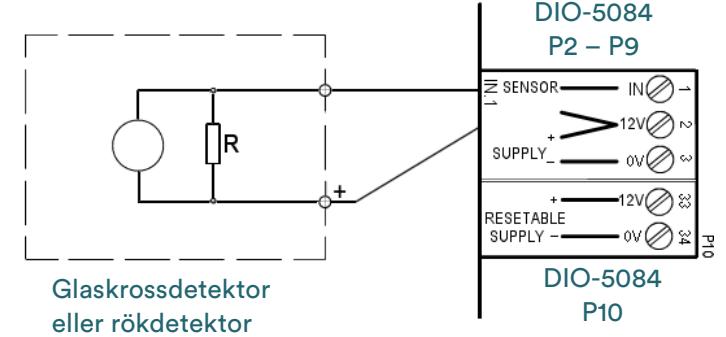 DIO-5084
P2 – P9
IN.1
SENSOR
IN
1
12V
2
+
SUPPLY
–
0V
3
R
+
+
12V
33
RESETABLE
SUPPLY
–
0V
34
P10
Glaskrossdetektor
eller rökdetektor
DIO-5084
P10